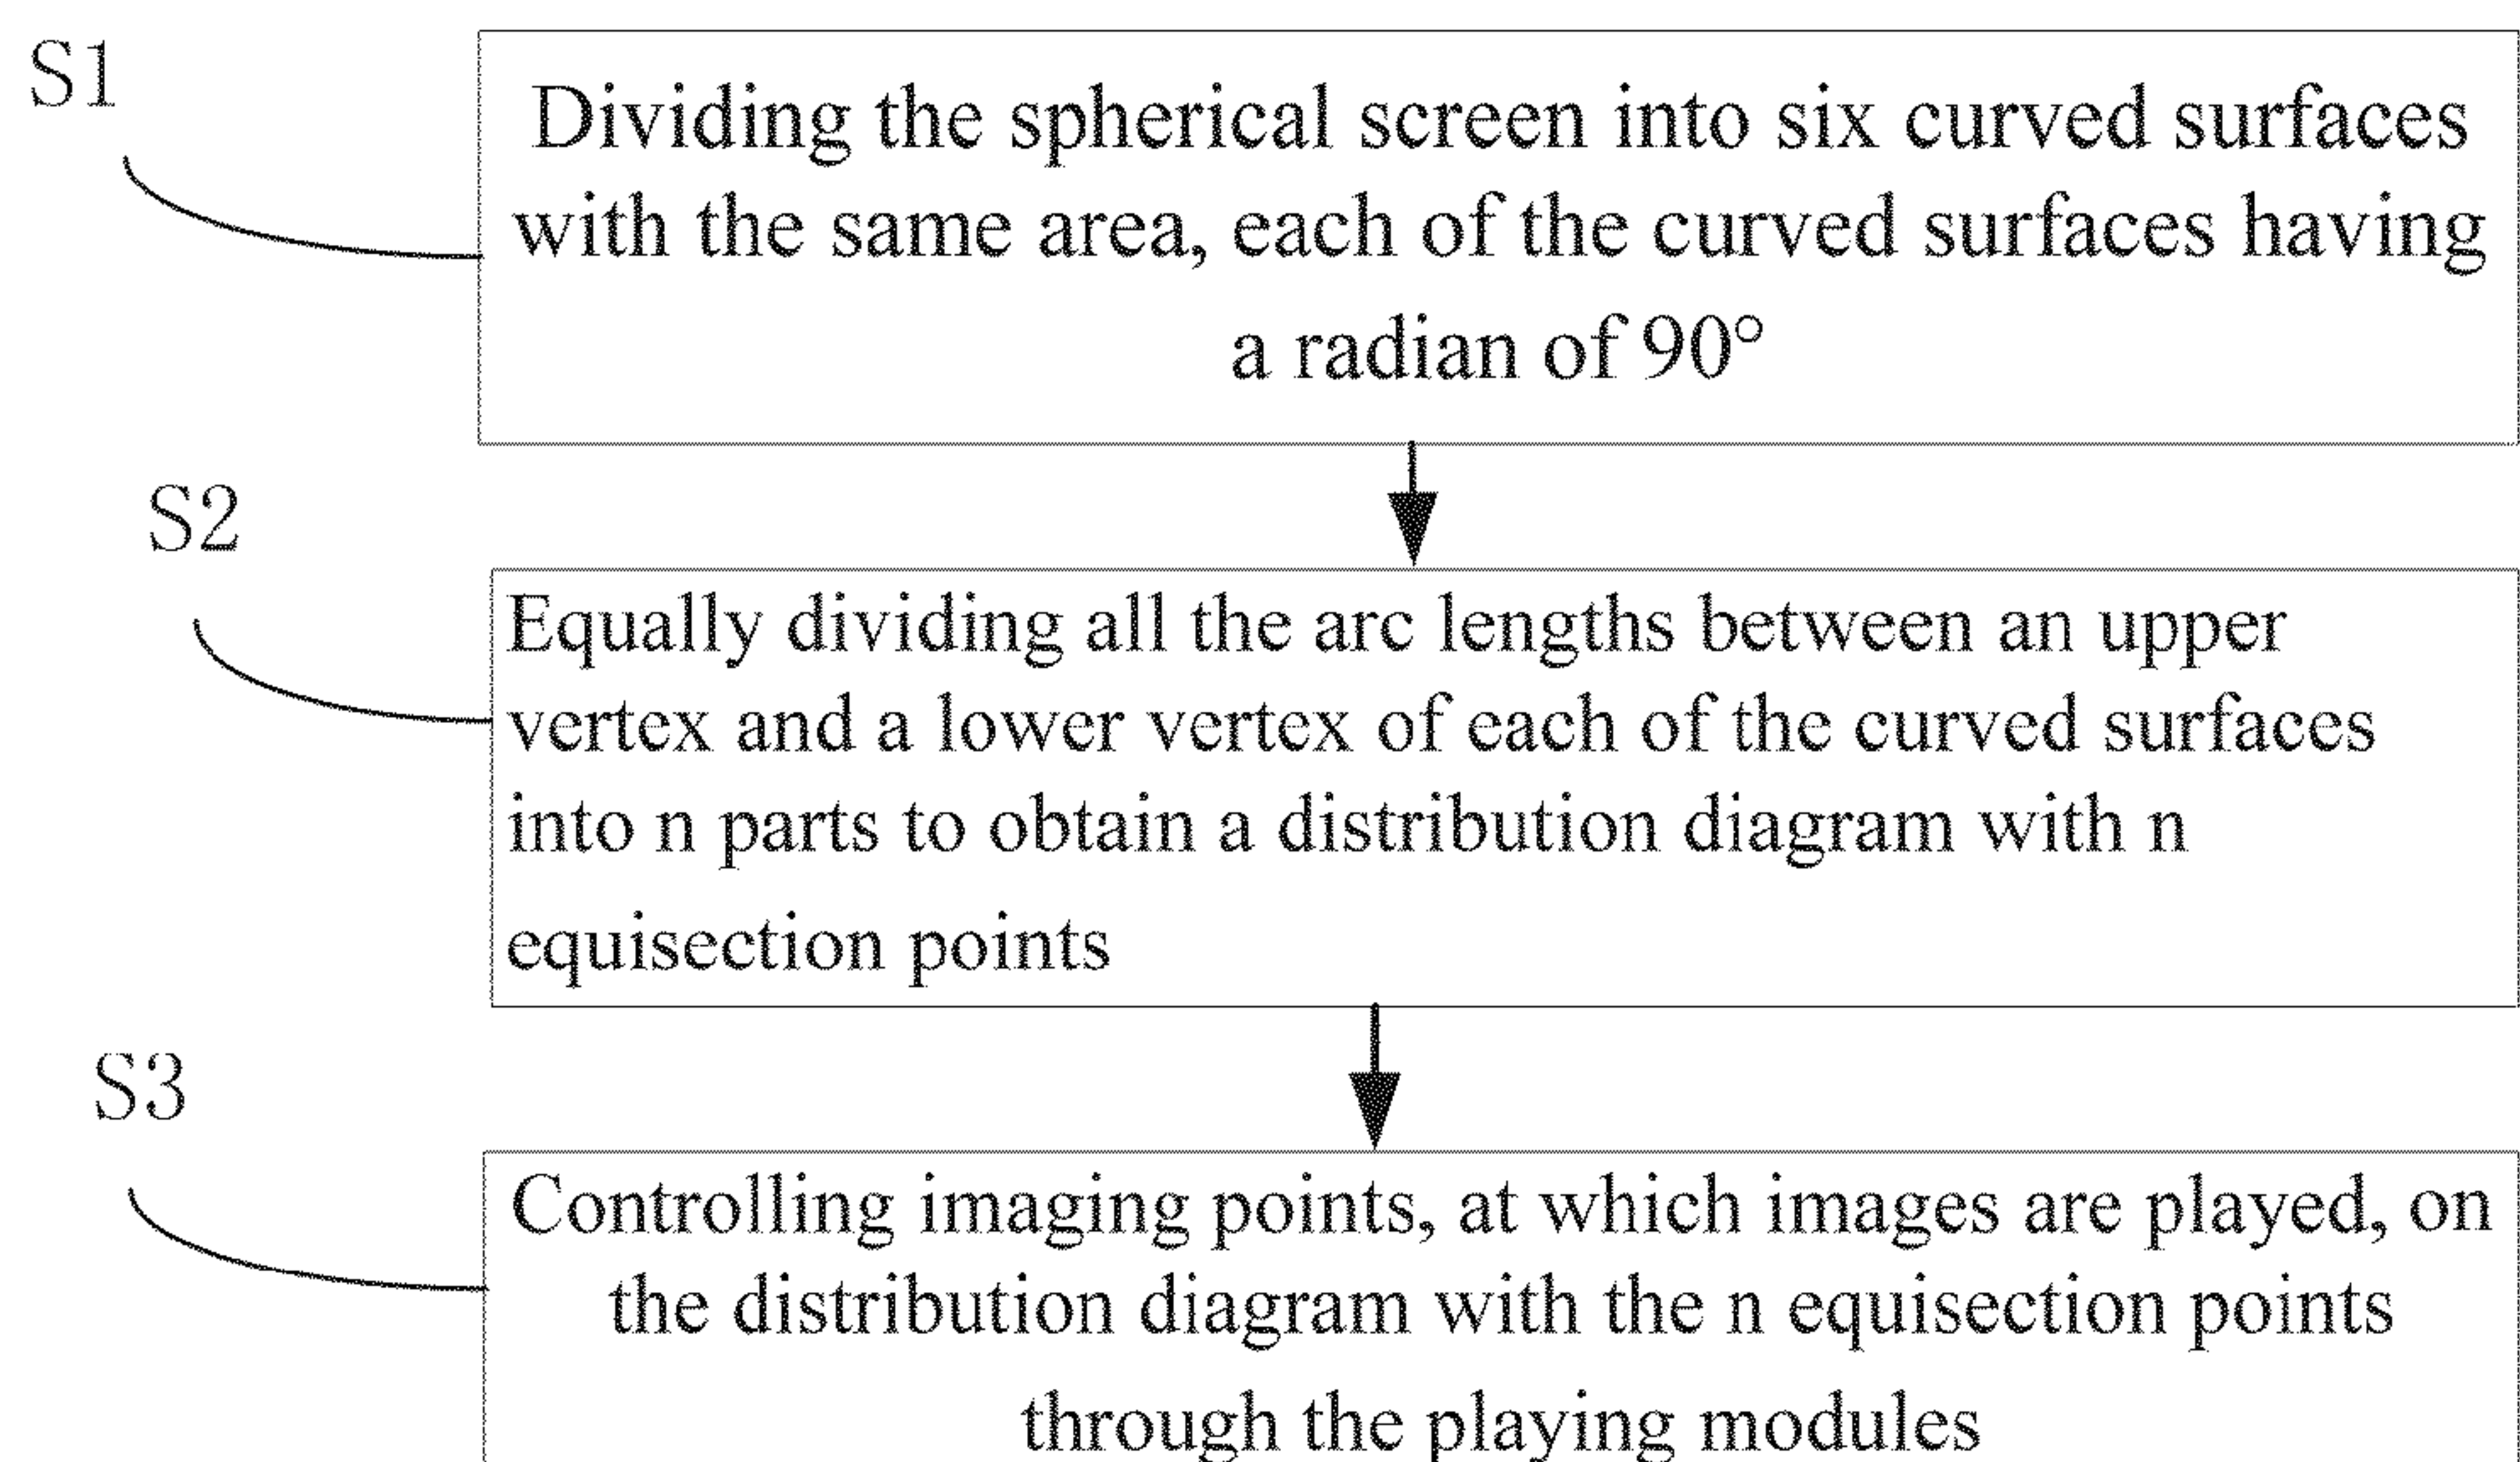 S1
Dividing the spherical screen into six curved surfaces
with the same area, each of the curved surfaces having
a radian of 90°
S2
Equally dividing all the arc lengths between an upper
vertex and a lower vertex of each of the curved surfaces
into n parts to obtain a distribution diagram with n
equisection points
S3
Controlling imaging points, at which images are played, on
the distribution diagram with the n equisection points
through the playing modules